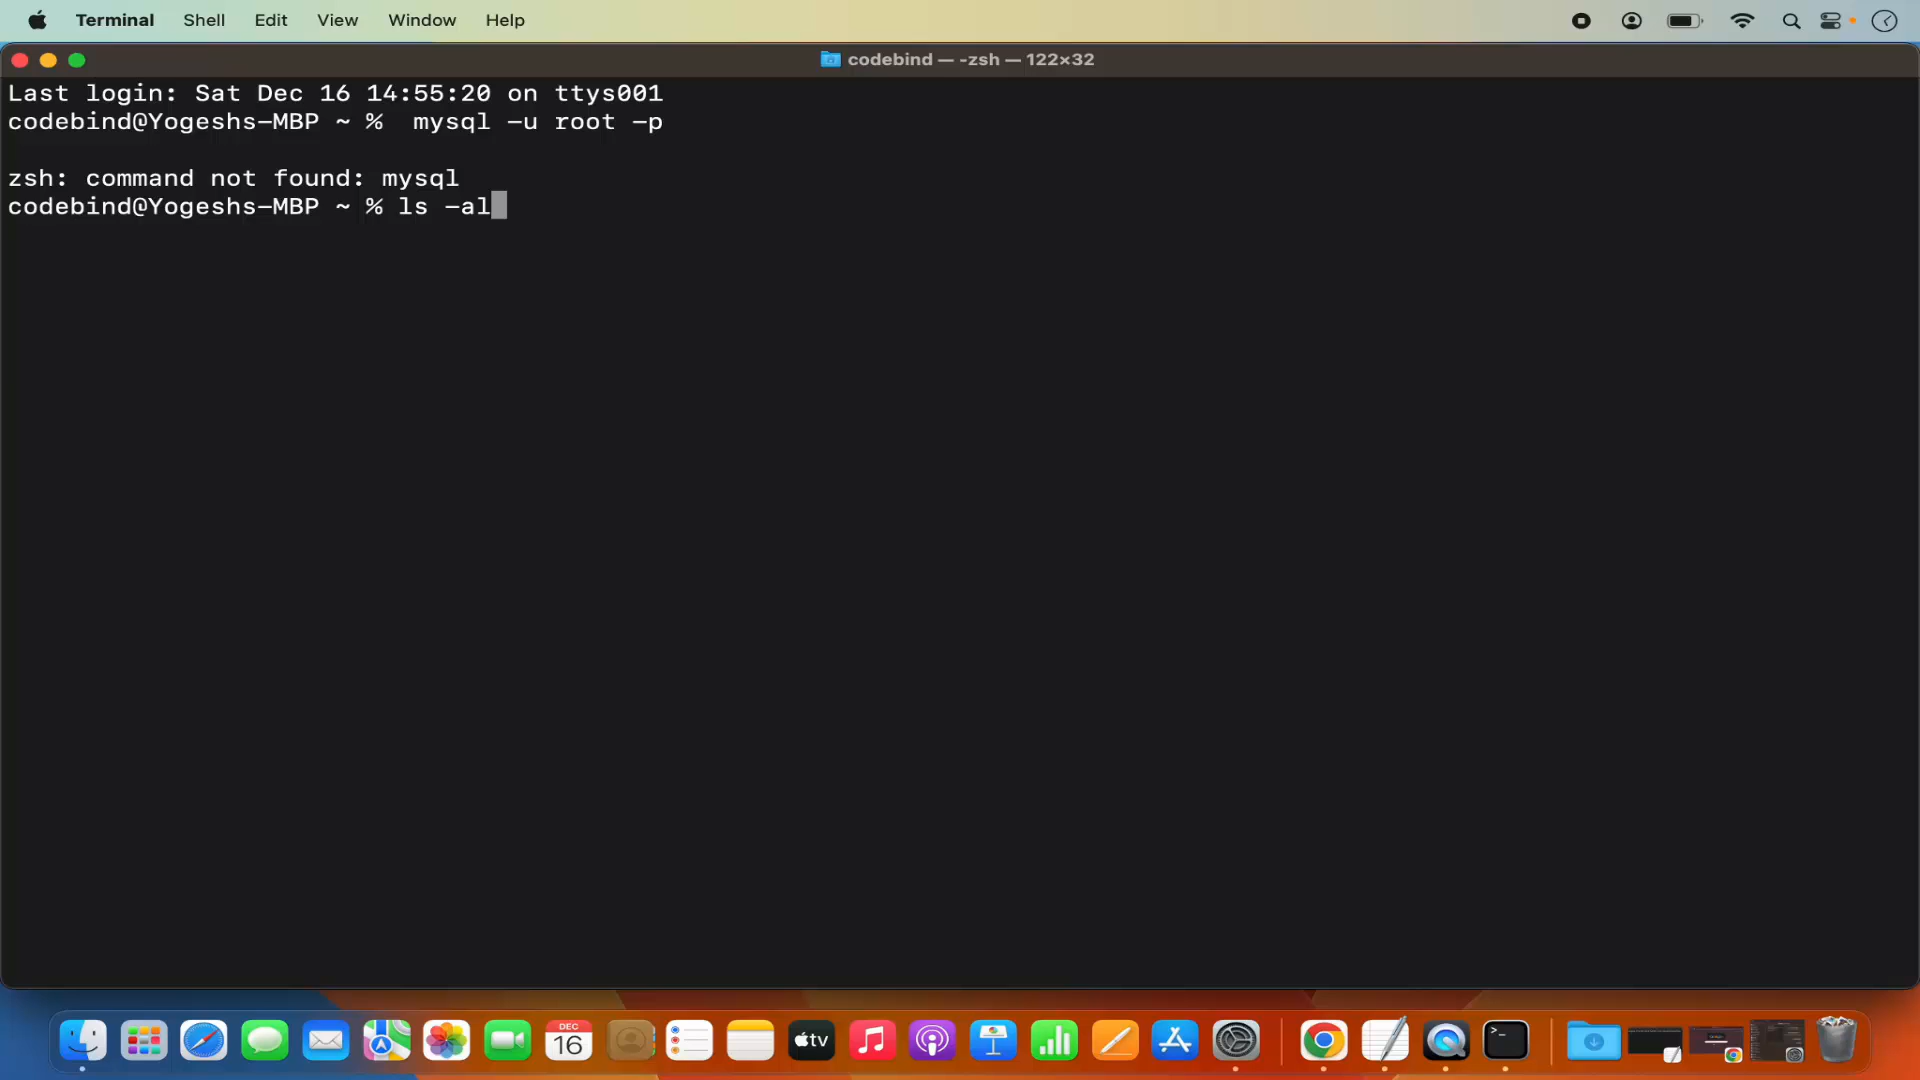 Terminal Shell Edit View Window Help
codebind — -zsh — 122×32
Last login: Sat Dec 16 14:55:20 on ttys001
codebind@Yogeshs-MBP ~ %  mysql -u root -p
zsh: command not found: mysql
codebind@Yogeshs-MBP ~ % ls -al
DEC
16
tv
>_